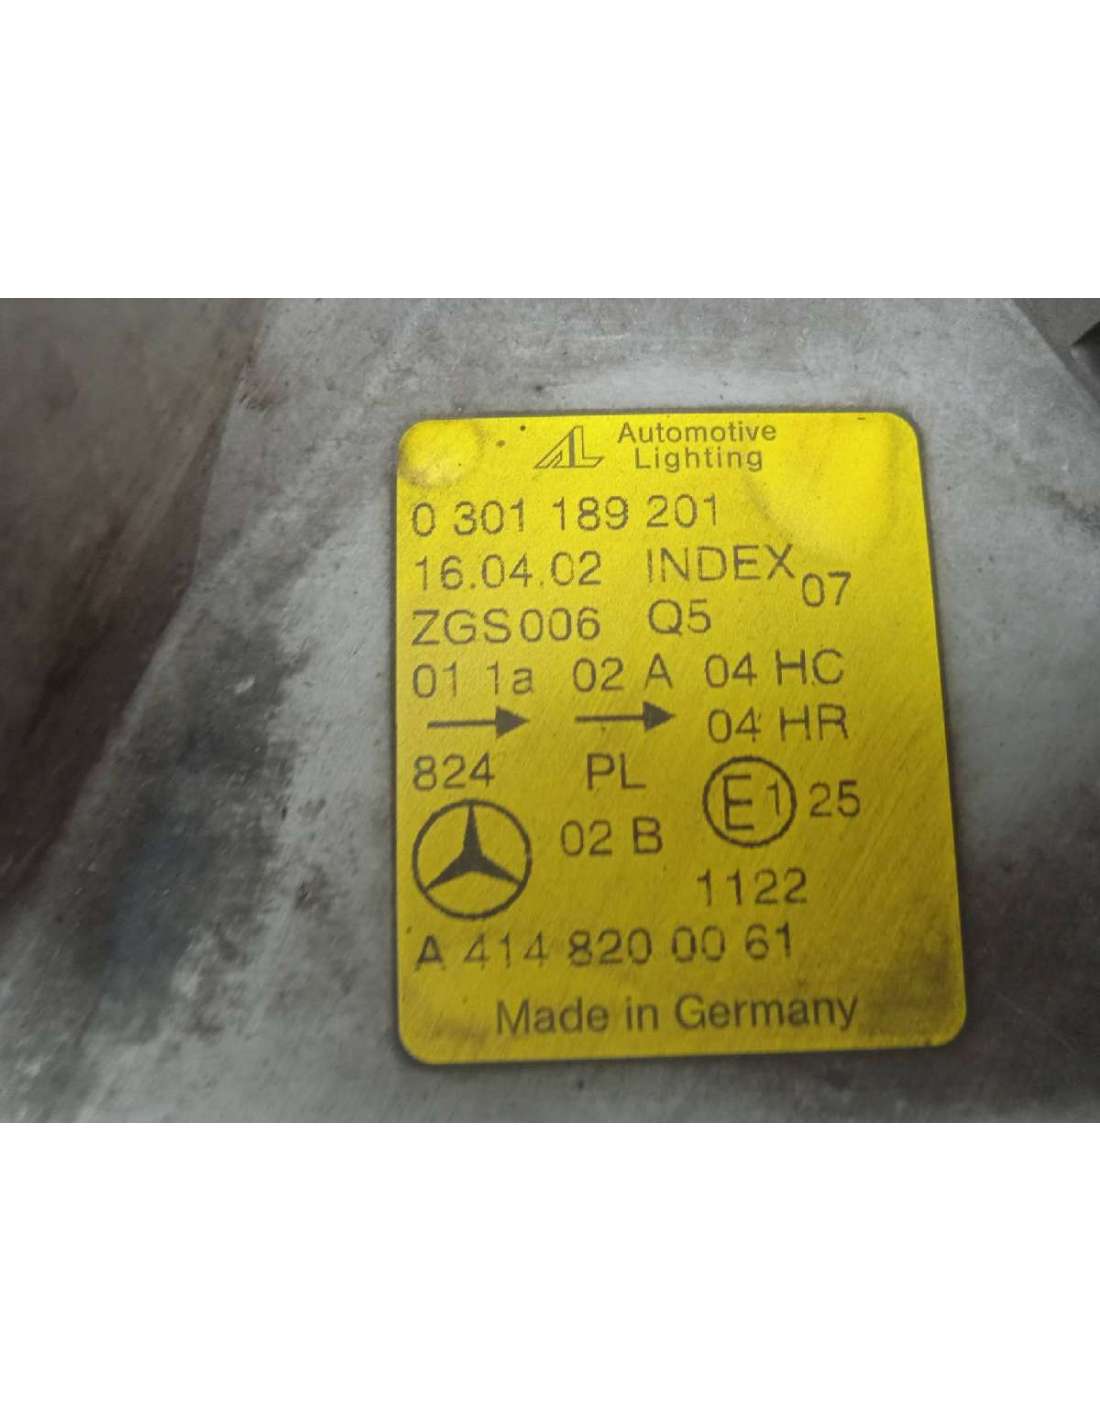 AL Automotive
Lighting
0 301 189 201
16.04.02 INDEX 07
ZGS006 Q5
01 1a 02 A 04 HC
→ → 04 HR
824 PL
E1 25
02 B
1122
A 414 820 00 61
Made in Germany